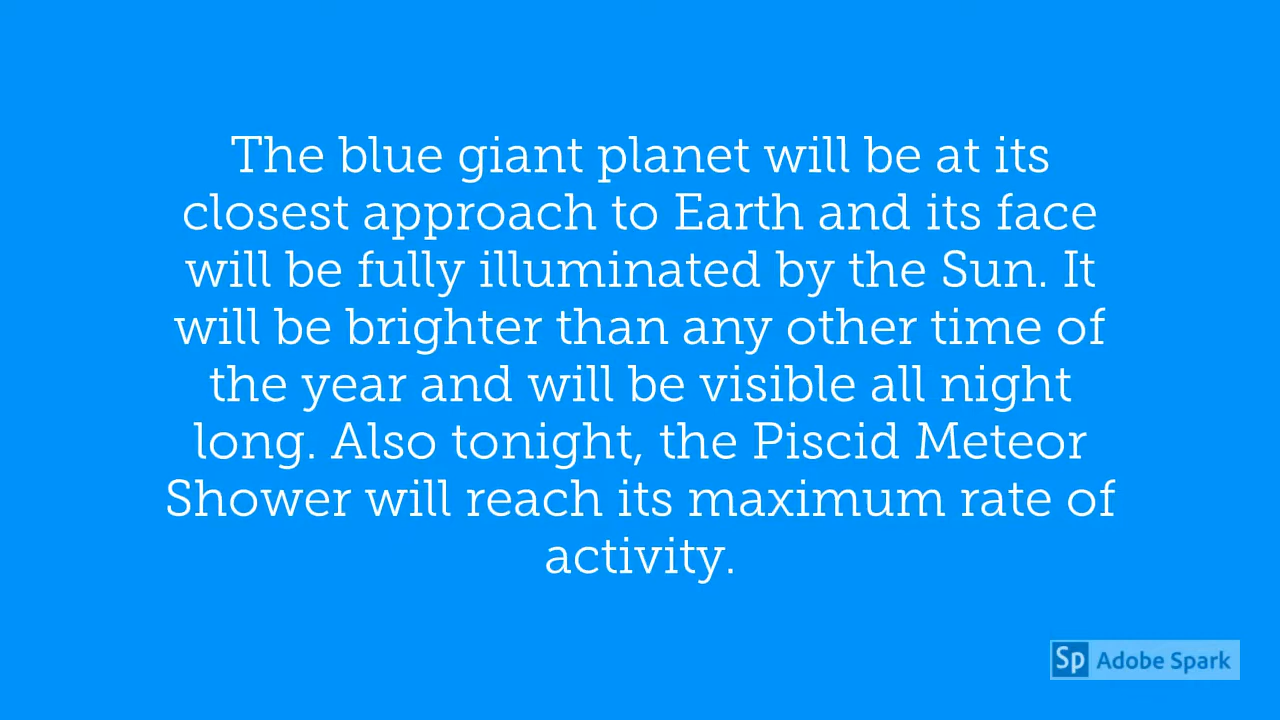 The blue giant planet will be at its
closest approach to Earth and its face
will be fully illuminated by the Sun. It
will be brighter than any other time of
the year and will be visible all night
long. Also tonight, the Piscid Meteor
Shower will reach its maximum rate of
activity.
Sp Adobe Spark